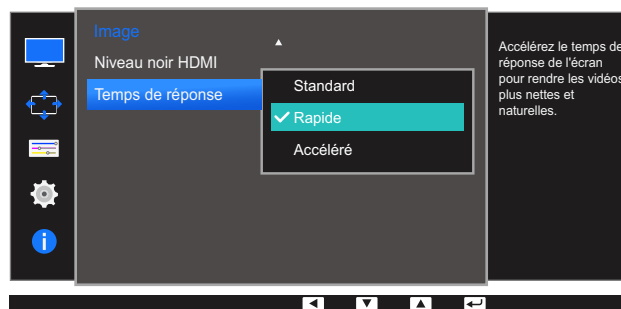 Image
Niveau noir HDMI
Temps de réponse
Standard
Rapide
Accéléré
Accélérez le temps de
réponse de l'écran
pour rendre les vidéos
plus nettes et
naturelles.